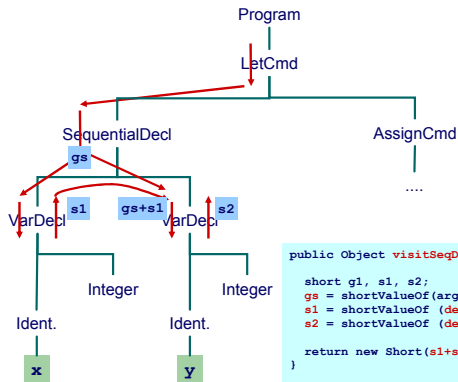 Program
LetCmd
SequentialDecl
AssignCmd
gs
....
VarDecl
s1
gs+s1
VarDecl
s2
public Object visitSeqD
short g1, s1, s2;
Integer
Integer
gs = shortValueOf(arg
s1 = shortValueOf (de
Ident.
Ident.
s2 = shortValueOf (de
return new Short(s1+s
x
y
}